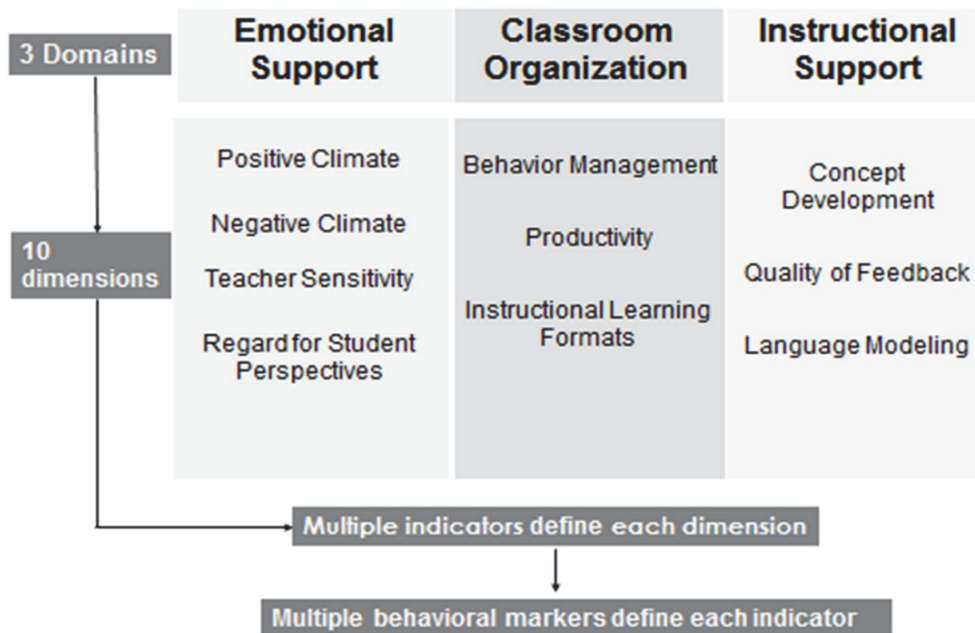 3 Domains
Emotional
Support
Classroom
Organization
Instructional
Support
10
dimensions
Positive Climate
Negative Climate
Teacher Sensitivity
Regard for Student
Perspectives
Behavior Management
Productivity
Instructional Learning
Formats
Concept
Development
Quality of Feedback
Language Modeling
Multiple indicators define each dimension
Multiple behavioral markers define each indicator